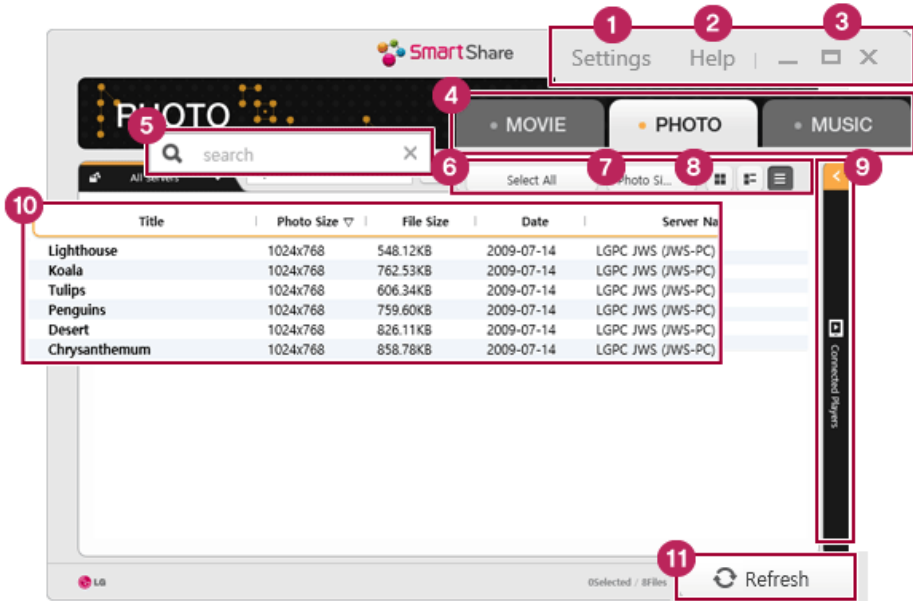 1 2 3
SmartShare Settings Help
4
PHOTO MOVIE PHOTO MUSIC
5
search
6 7 8 9
All Servers Select All Photo Si...
10
Title Photo Size File Size Date Server Na
Lighthouse 1024x768 548.12KB 2009-07-14 LGPC JWS (JWS-PC)
Koala 1024x768 762.53KB 2009-07-14 LGPC JWS (JWS-PC)
Tulips 1024x768 606.34KB 2009-07-14 LGPC JWS (JWS-PC)
Penguins 1024x768 759.60KB 2009-07-14 LGPC JWS (JWS-PC)
Desert 1024x768 826.11KB 2009-07-14 LGPC JWS (JWS-PC)
Chrysanthemum 1024x768 858.78KB 2009-07-14 LGPC JWS (JWS-PC)
Connected Players
11
LG 0Selected / 8Files Refresh